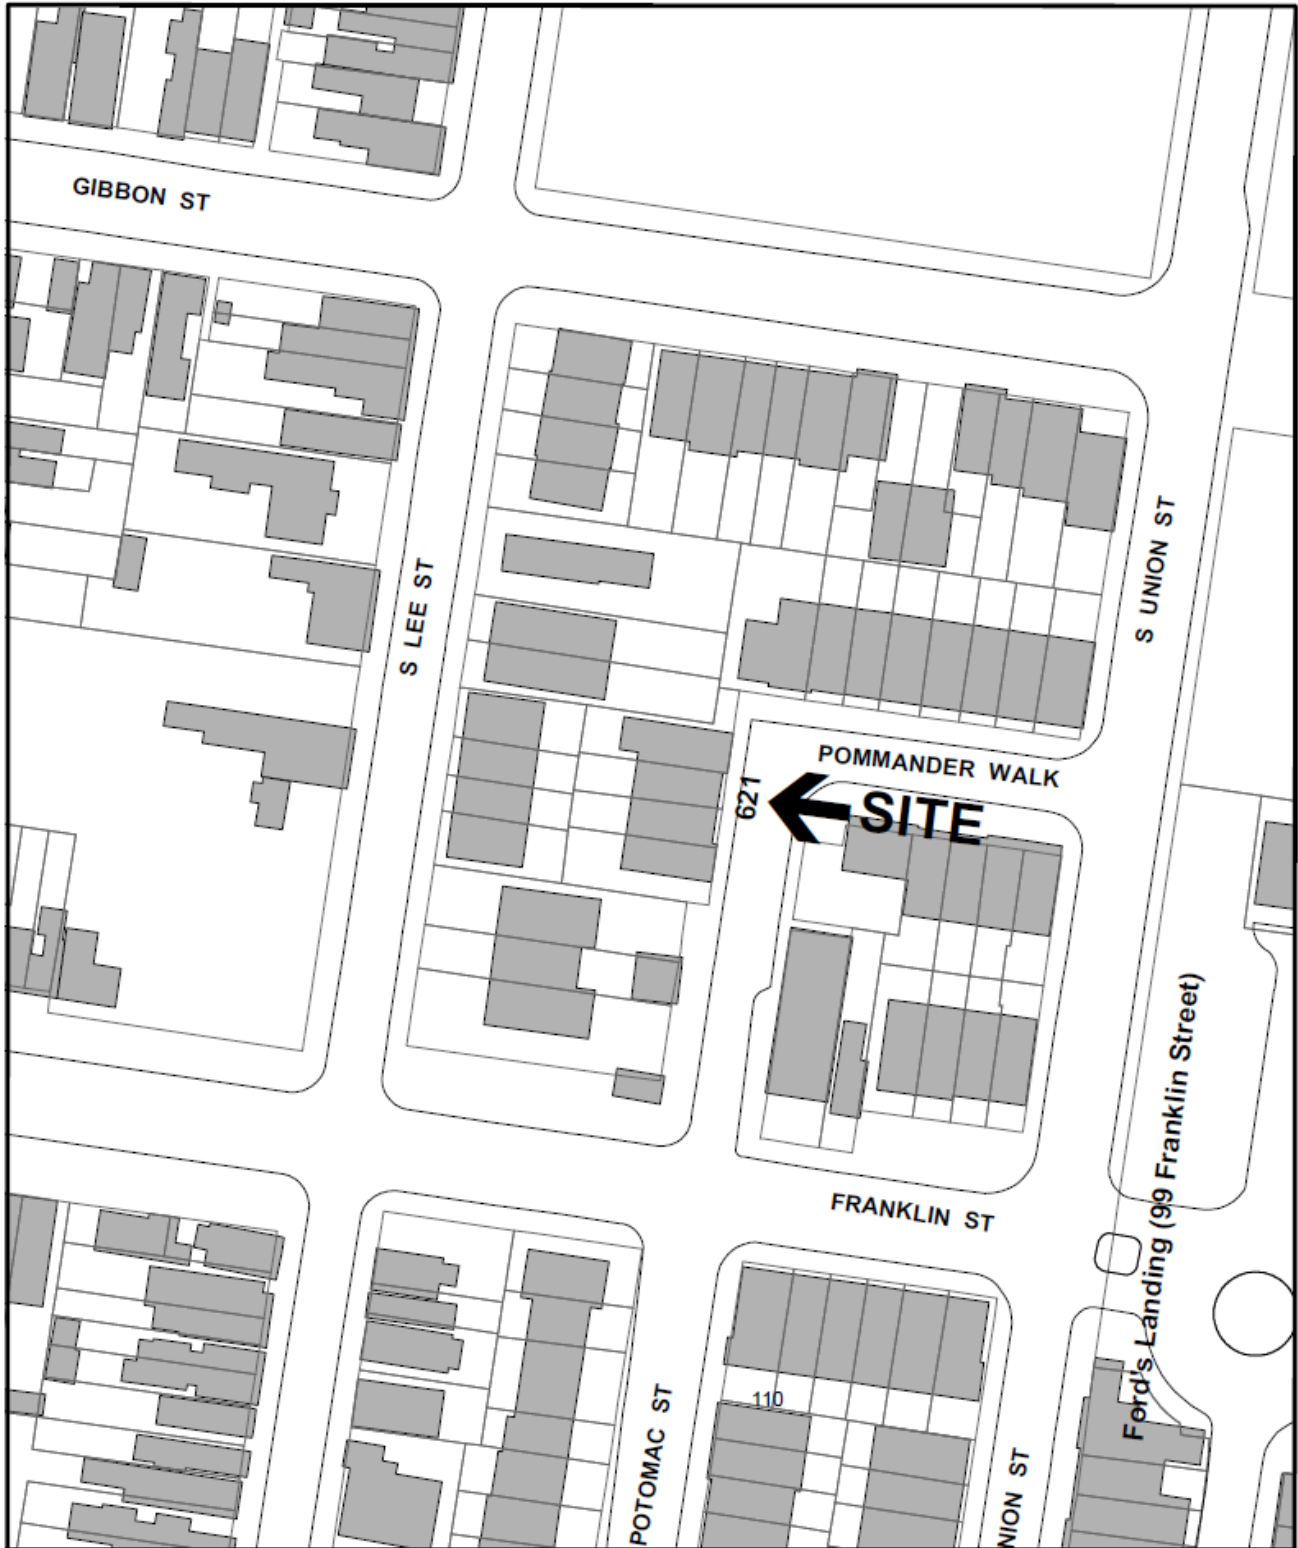 GIBBON ST
S UNION ST
S LEE ST
POMMANDER WALK
621
SITE
Ford's Landing (99 Franklin Street)
FRANKLIN ST
110
POTOMAC ST
NION ST